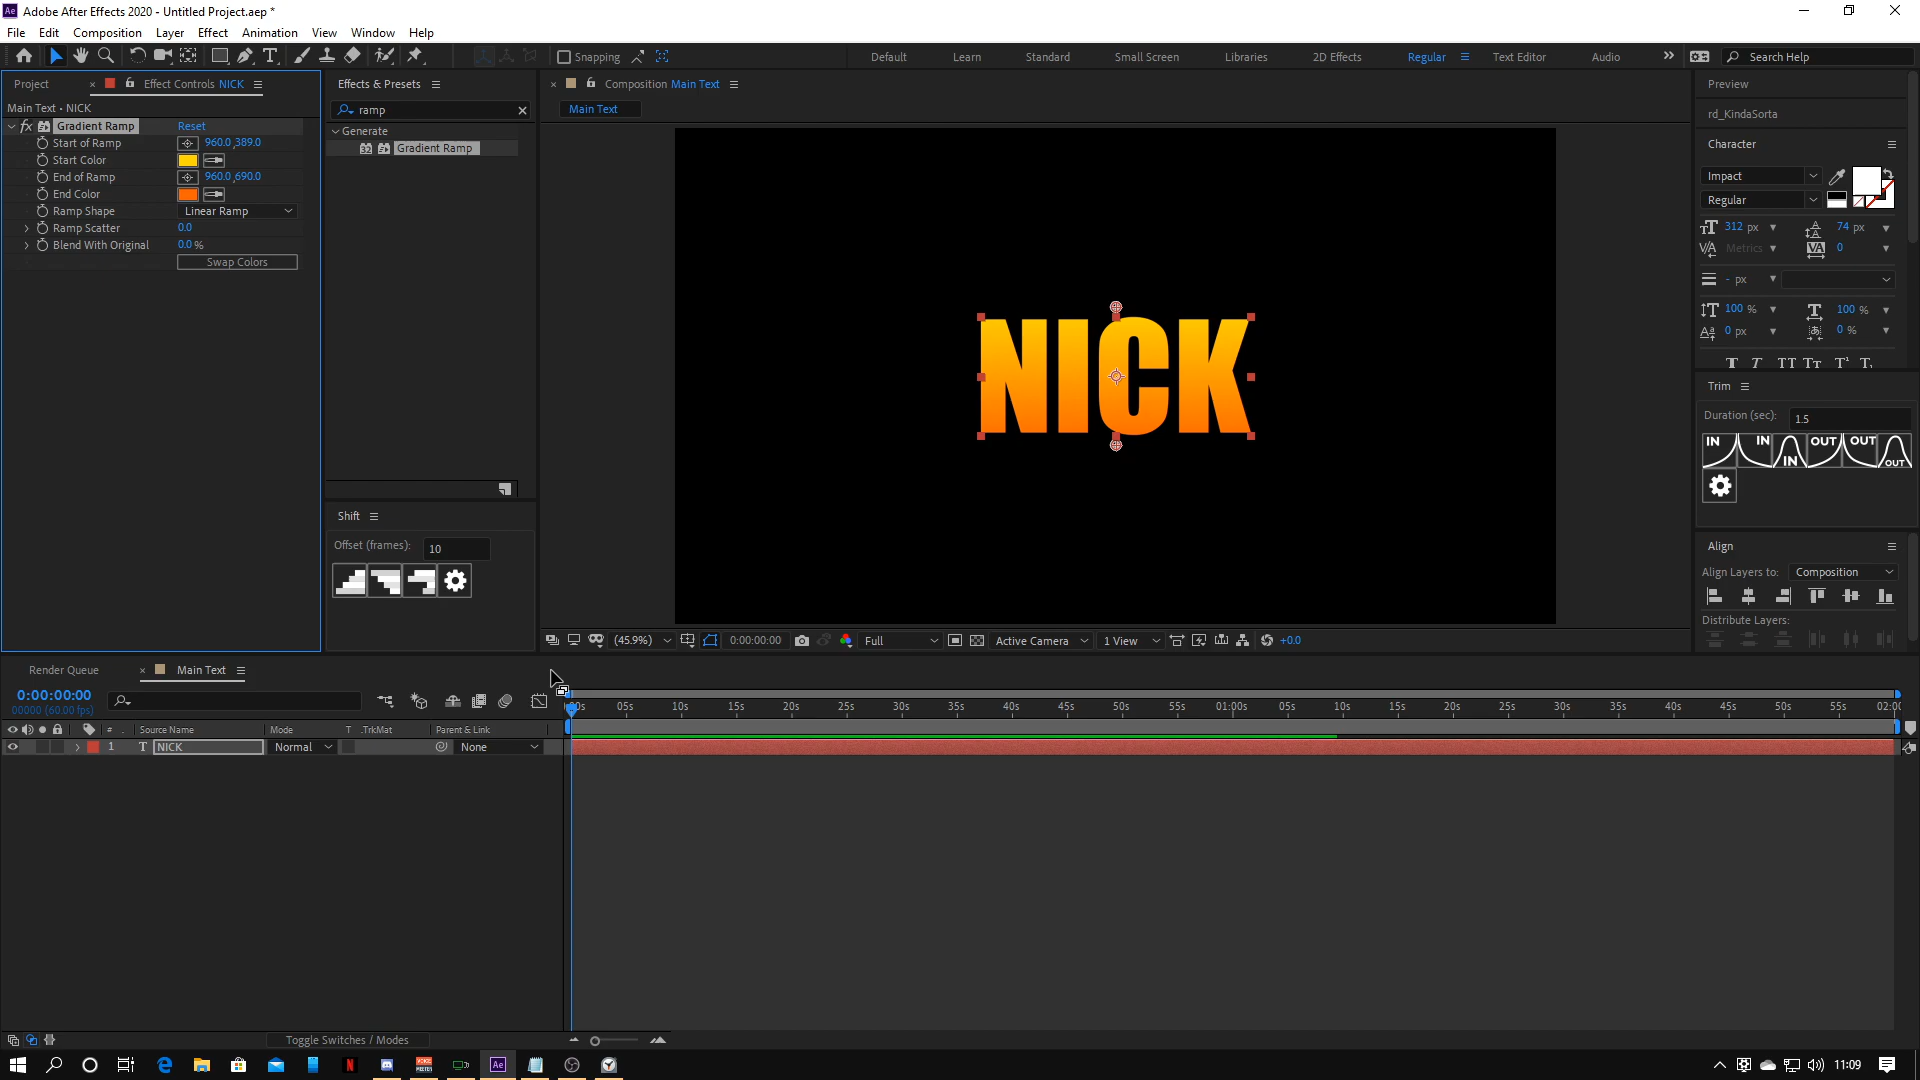 Ae Adobe After Effects 2020 - Untitled Project.aep *
File Edit Composition Layer Effect Animation View Window Help
Snapping Default Learn Standard Small Screen Libraries 2D Effects Regular Text Editor Audio Search Help
Project Effect Controls NICK
Main Text • NICK
fx Gradient Ramp Reset
Start of Ramp 960.0,389.0
Start Color
End of Ramp 960.0,690.0
End Color
Ramp Shape Linear Ramp
Ramp Scatter 0.0
Blend With Original 0.0 %
Swap Colors
Effects & Presets
ramp
Generate
32 Gradient Ramp
Shift
Offset (frames): 10
Composition Main Text
Main Text
NICK
(45.9%) 0:00:00:00 Full Active Camera 1 View +0.0
Preview
rd_KindaSorta
Character
Impact
Regular
312 px 74 px
Metrics 0
- px
100 % 100 %
0 px 0 %
T T TT Tt T¹ T₁
Trim
Duration (sec): 1.5
IN IN IN OUT OUT OUT
Align
Align Layers to: Composition
Distribute Layers:
Render Queue Main Text
0:00:00:00
00000 (60.00 fps)
05s 10s 15s 20s 25s 30s 35s 40s 45s 50s 55s 01:00s 05s 10s 15s 20s 25s 30s 35s 40s 45s 50s 55s
# Source Name Mode T .TrkMat Parent & Link
1 T NICK Normal None
Toggle Switches / Modes
Ae 11:09